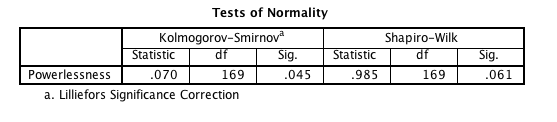 Tests of Normality
Kolmogorov-Smirnovᵃ Shapiro-Wilk
Statistic df Sig. Statistic df Sig.
Powerlessness .070 169 .045 .985 169 .061
a. Lilliefors Significance Correction